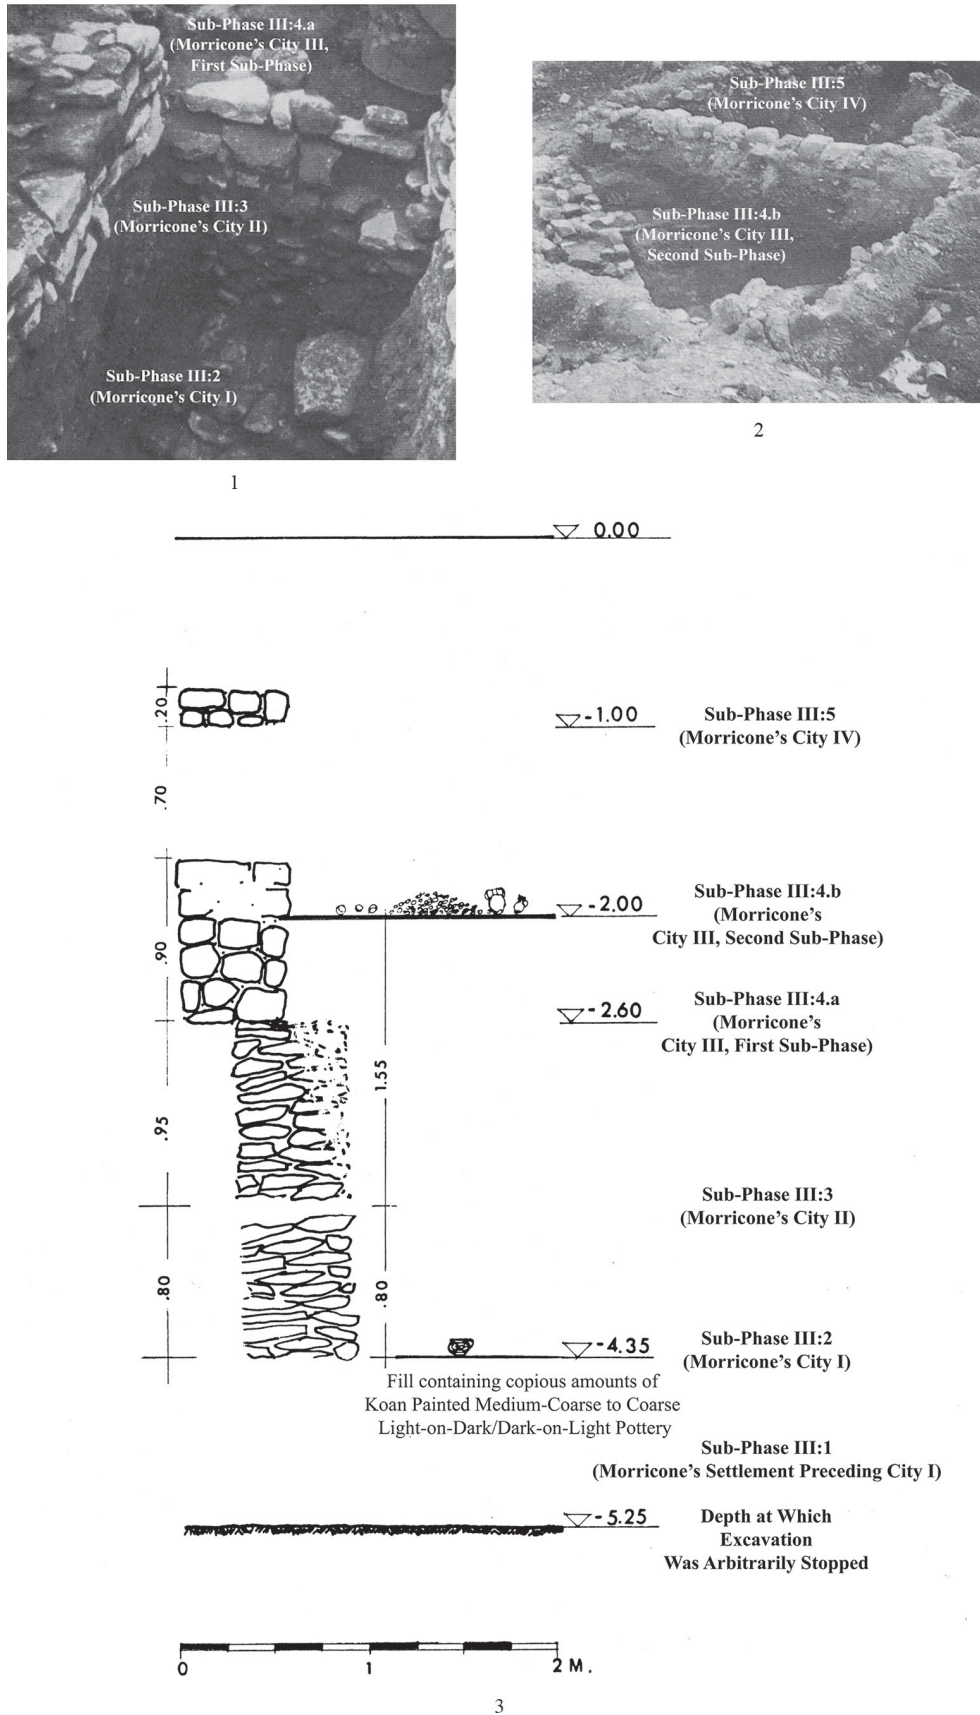 Sub-Phase III:4.a
(Morricone's City III,
First Sub-Phase)
Sub-Phase III:3
(Morricone's City II)
Sub-Phase III:2
(Morricone's City I)
1
Sub-Phase III:5
(Morricone's City IV)
Sub-Phase III:4.b
(Morricone's City III,
Second Sub-Phase)
2
0.00
.20
-1.00
Sub-Phase III:5
(Morricone's City IV)
.70
-2.00
Sub-Phase III:4.b
(Morricone's
City III, Second Sub-Phase)
.90
-2.60
Sub-Phase III:4.a
(Morricone's
City III, First Sub-Phase)
1.55
.95
Sub-Phase III:3
(Morricone's City II)
.80
.80
-4.35
Sub-Phase III:2
(Morricone's City I)
Fill containing copious amounts of
Koan Painted Medium-Coarse to Coarse
Light-on-Dark/Dark-on-Light Pottery
Sub-Phase III:1
(Morricone's Settlement Preceding City I)
-5.25
Depth at Which
Excavation
Was Arbitrarily Stopped
0 1 2 M.
3